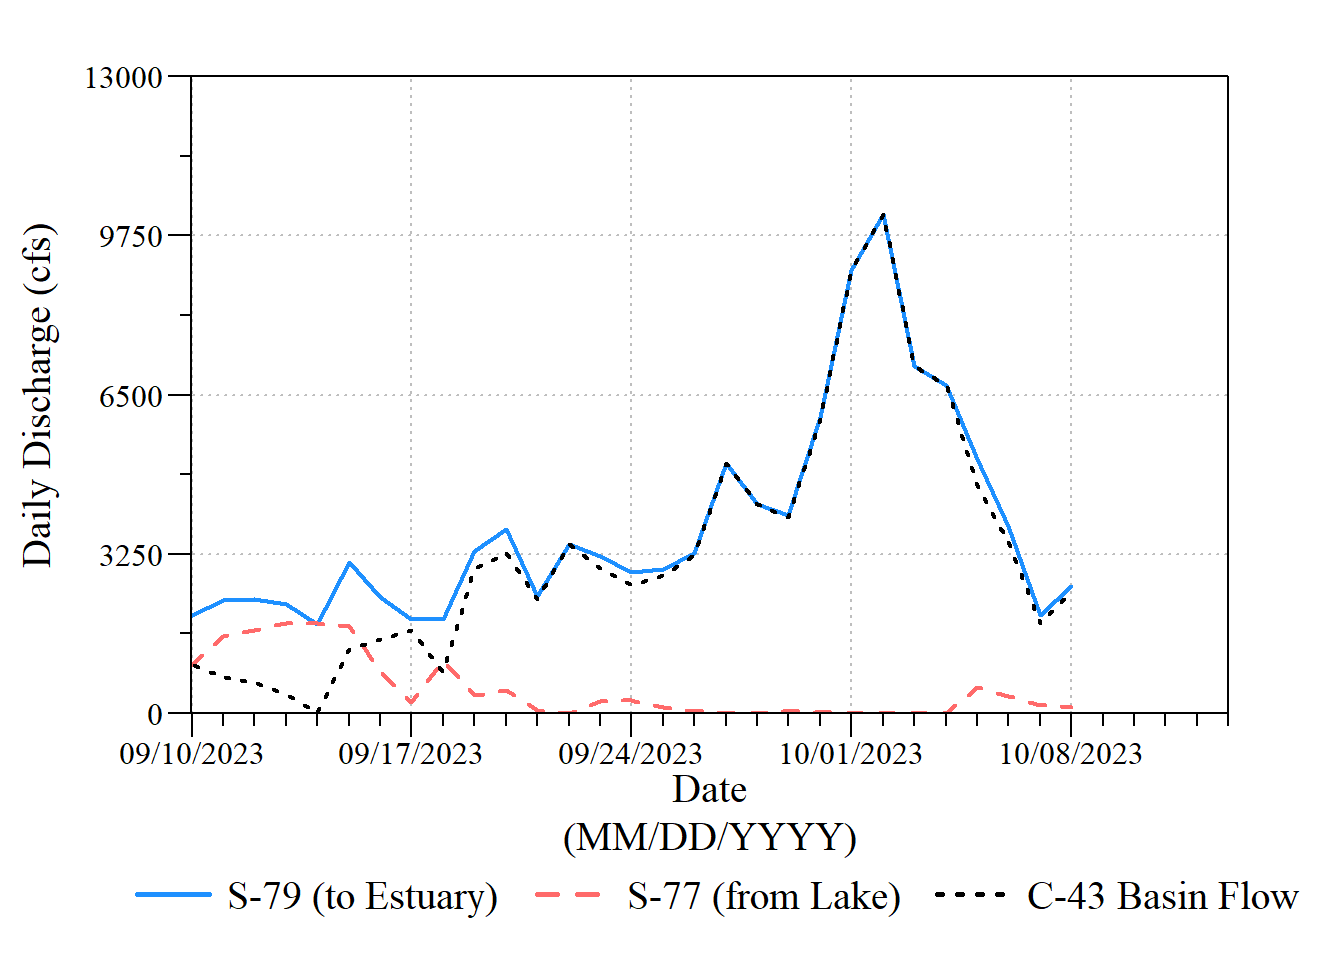 13000
9750
6500
3250
0
Daily Discharge (cfs)
09/10/2023 09/17/2023 09/24/2023 10/01/2023 10/08/2023
Date
(MM/DD/YYYY)
S-79 (to Estuary) S-77 (from Lake) C-43 Basin Flow